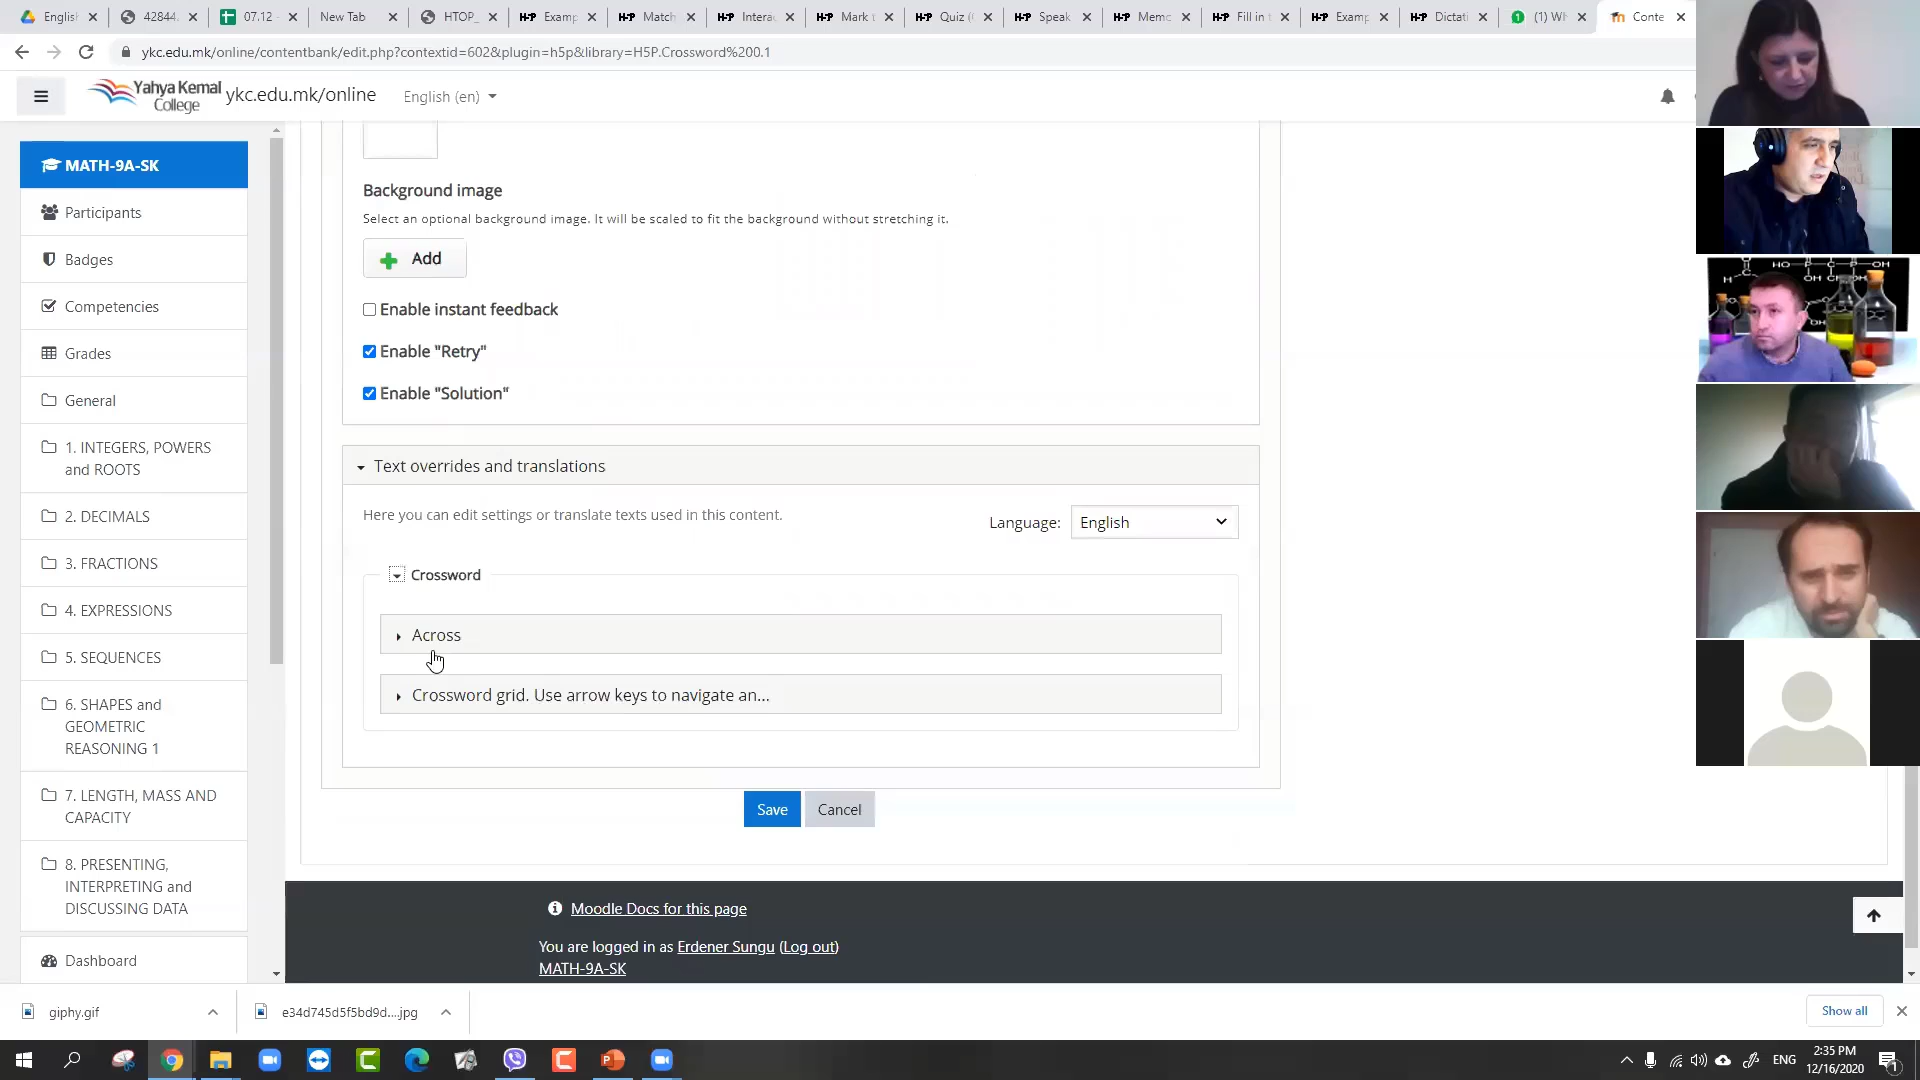 English
42844
07.12 -
New Tab
HTOP_
H-P Examp
H-P Match
H-P Intera
H-P Mark t
H-P Quiz (
H-P Speak
H-P Memo
H-P Fill in t
H-P Examp
H-P Dictati
(1) Wh
Conte
ykc.edu.mk/online/contentbank/edit.php?contextid=602&plugin=h5p&library=H5P.Crossword%200.1
Yahya Kemal College
ykc.edu.mk/online
English (en)
MATH-9A-SK
Participants
Badges
Competencies
Grades
General
1. INTEGERS, POWERS
and ROOTS
2. DECIMALS
3. FRACTIONS
4. EXPRESSIONS
5. SEQUENCES
6. SHAPES and
GEOMETRIC
REASONING 1
7. LENGTH, MASS AND
CAPACITY
8. PRESENTING,
INTERPRETING and
DISCUSSING DATA
Dashboard
Background image
Select an optional background image. It will be scaled to fit the background without stretching it.
Add
Enable instant feedback
Enable "Retry"
Enable "Solution"
Text overrides and translations
Here you can edit settings or translate texts used in this content.
Language:
English
Crossword
Across
Crossword grid. Use arrow keys to navigate an...
Save
Cancel
Moodle Docs for this page
You are logged in as Erdener Sungu (Log out)
MATH-9A-SK
giphy.gif
e34d745d5f5bd9d....jpg
Show all
ENG
2:35 PM
12/16/2020
1